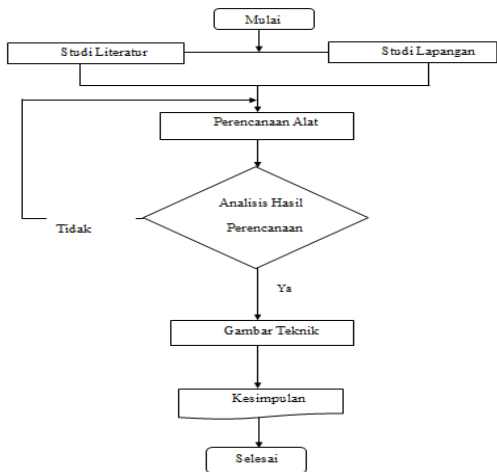 Mulai
Studi Literatur
Studi Lapangan
Perencanaan Alat
Analisis Hasil
Perencanaan
Tidak
Ya
Gambar Teknik
Kesimpulan
Selesai